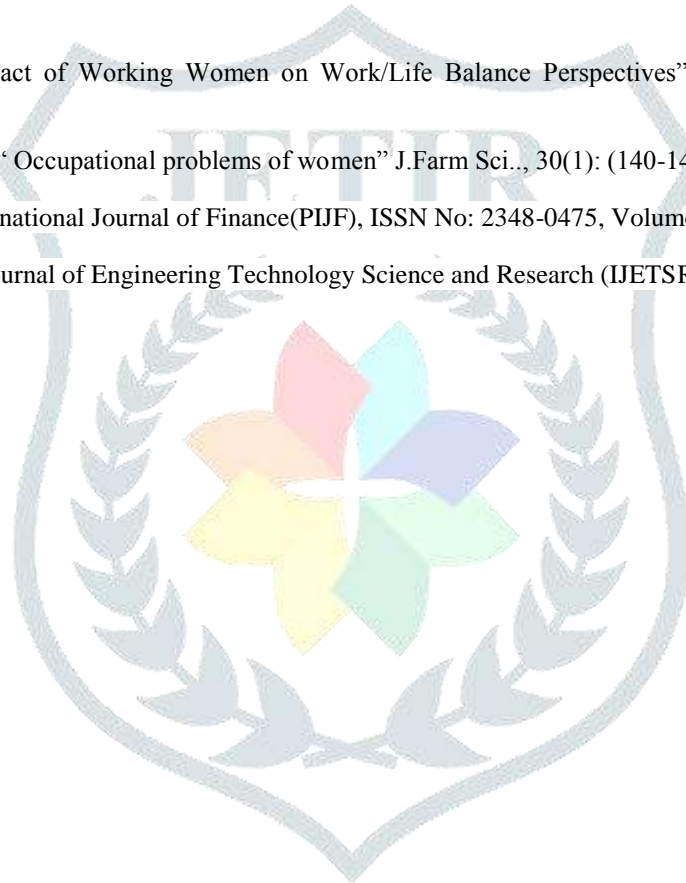 act of Working Women on Work/Life Balance Perspectives”
JETIR
“ Occupational problems of women” J.Farm Sci.., 30(1): (140-14
national Journal of Finance(PIJF), ISSN No: 2348-0475, Volume
urnal of Engineering Technology Science and Research (IJETSR